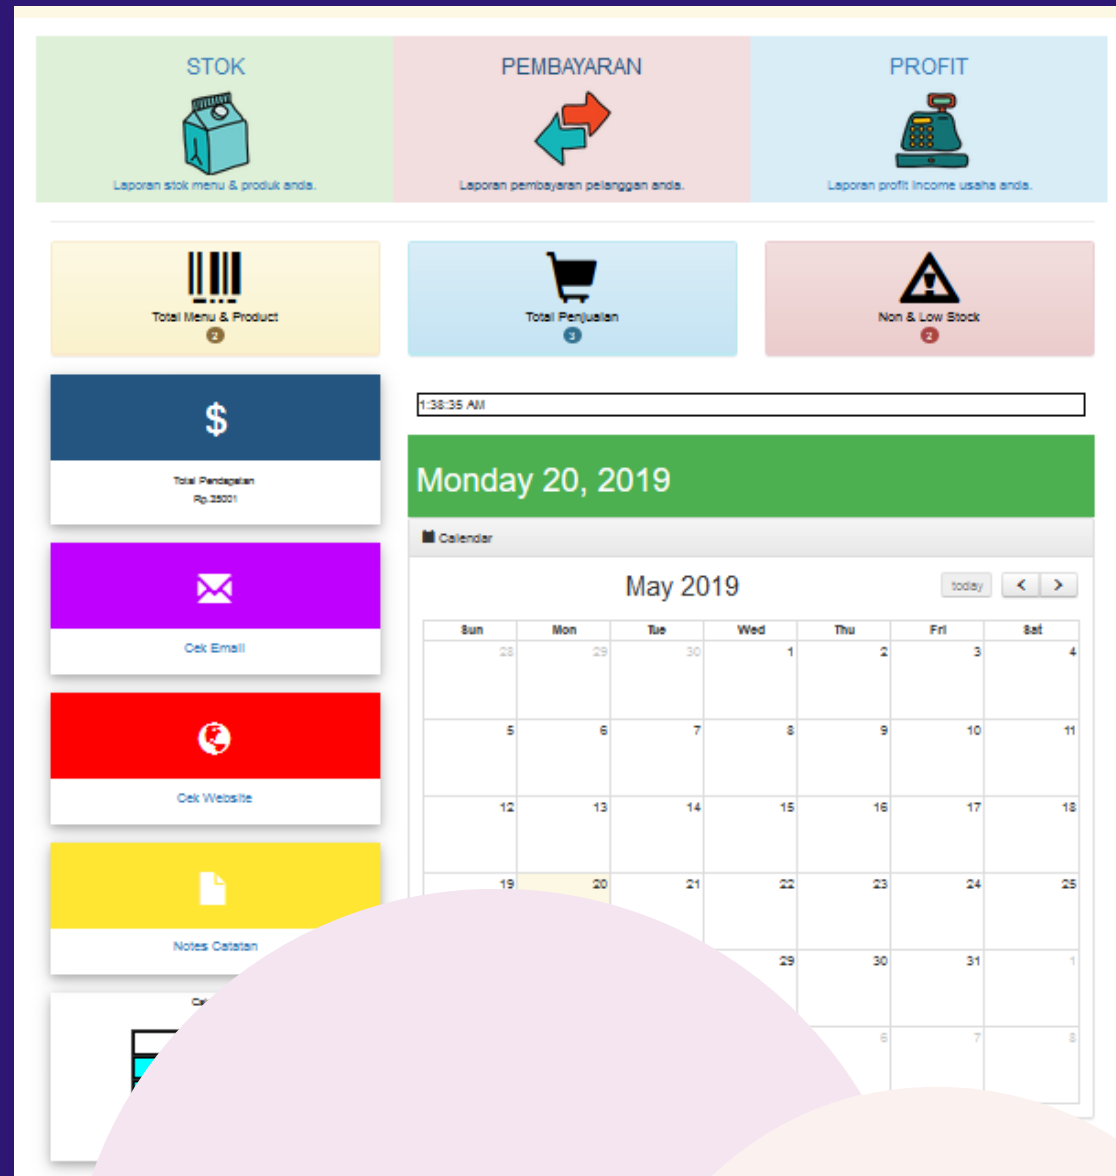 STOK
Laporan stok menu & produk anda.
PEMBAYARAN
Laporan pembayaran pelanggan anda.
PROFIT
Laporan profit income usaha anda.
Total Menu & Product
2
Total Penjualan
3
Non & Low Stock
2
$
Total Pendapatan
Rp.35001
Cek Email
Cek Website
Notes Catatan
1:38:35 AM
Monday 20, 2019
Calendar
May 2019
today
Sun Mon Tue Wed Thu Fri Sat
28 29 30 1 2 3 4
5 6 7 8 9 10 11
12 13 14 15 16 17 18
19 20 21 22 23 24 25
29 30 31 1
6 7 8